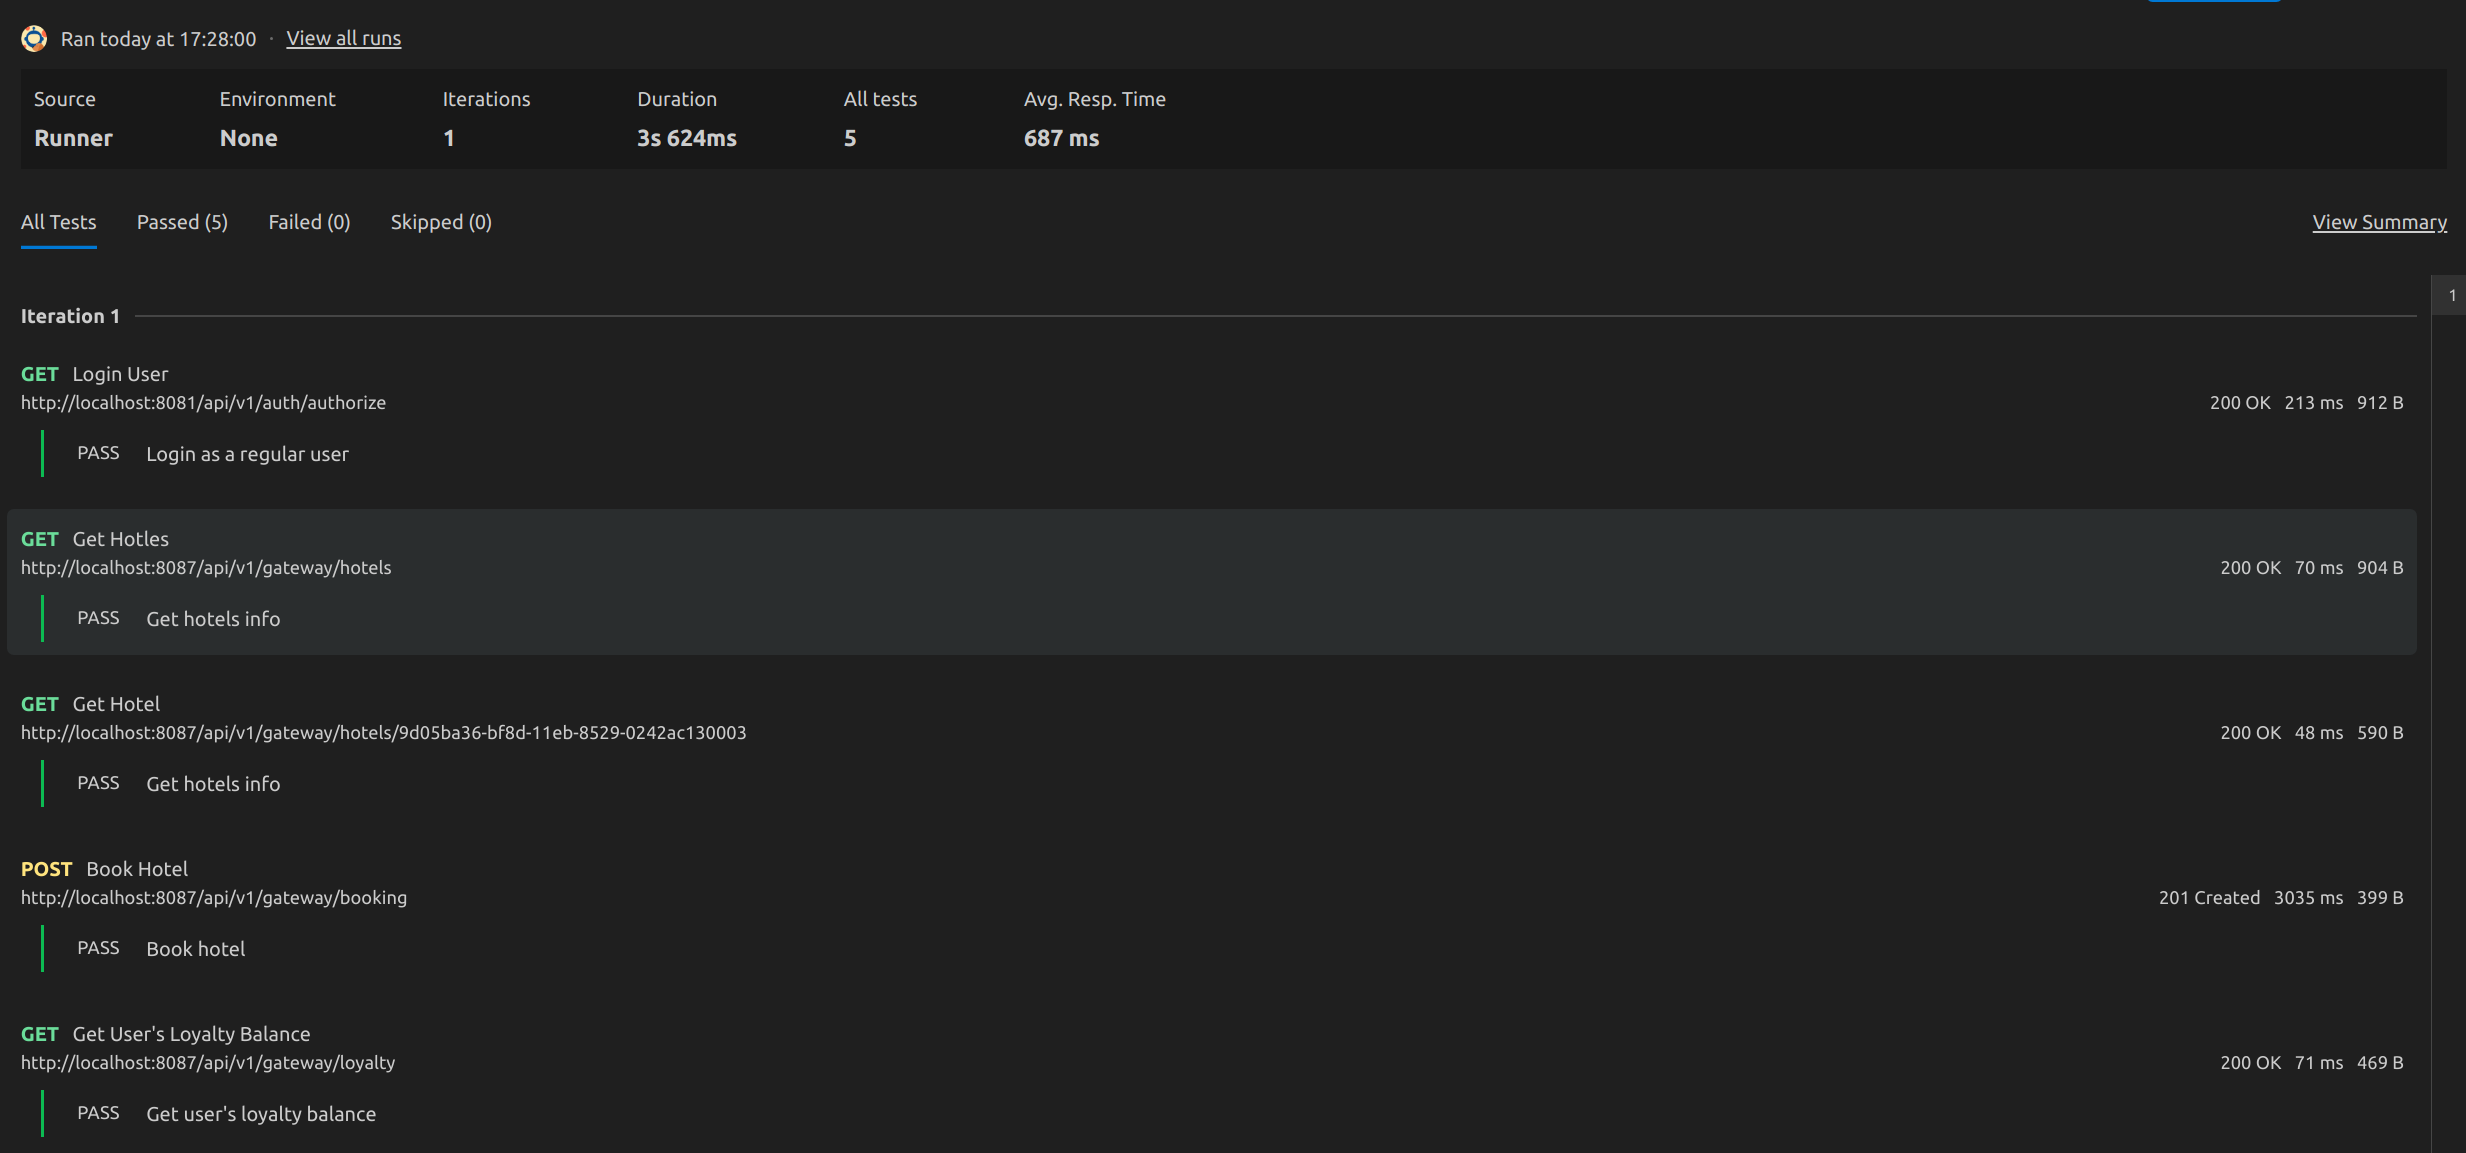 Ran today at 17:28:00 · View all runs
Source Environment Iterations Duration All tests Avg. Resp. Time
Runner None 1 3s 624ms 5 687 ms
All Tests Passed (5) Failed (0) Skipped (0) View Summary
1
Iteration 1
GET Login User
http://localhost:8081/api/v1/auth/authorize 200 OK 213 ms 912 B
PASS Login as a regular user
GET Get Hotles
http://localhost:8087/api/v1/gateway/hotels 200 OK 70 ms 904 B
PASS Get hotels info
GET Get Hotel
http://localhost:8087/api/v1/gateway/hotels/9d05ba36-bf8d-11eb-8529-0242ac130003 200 OK 48 ms 590 B
PASS Get hotels info
POST Book Hotel
http://localhost:8087/api/v1/gateway/booking 201 Created 3035 ms 399 B
PASS Book hotel
GET Get User's Loyalty Balance
http://localhost:8087/api/v1/gateway/loyalty 200 OK 71 ms 469 B
PASS Get user's loyalty balance